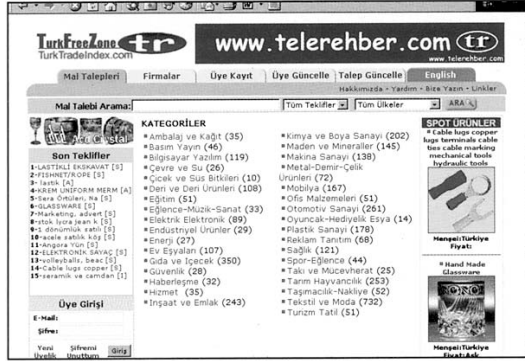 TurkFreeZone
TurkTradeIndex.com
tr
www.telerehber.com tr
www.telerehber.com
Mal Talepleri Firmalar Üye Kayıt Üye Güncelle Talep Güncelle English
Hakkımızda - Yardım - Bize Yazın - Linkler
Mal Talebi Arama: Tüm Teklifler Tüm Ülkeler ARA
Son Teklifler
1-LASTİKLİ EKSKAVAT [S]
2-FISHNET/ROPE [S]
3- lastik [A]
4-KREM UNIFORM MERM [A]
5-Sera Örtüleri, Na [S]
6-GLASSWARE [S]
7-Marketing, advert [S]
8-stok lycra jean k [S]
9-1 dönümlük satılı [S]
10-acele satılık köş [S]
11-Angora Yün [S]
12-ELEKTRONİK SAYAÇ [S]
13-volleyballs, beac [S]
14-Cable lugs copper [S]
15-seramik ve camdan [I]
Üye Girişi
E-Mail:
Şifre:
Yeni Şifremi
Üyelik Unuttum Giriş
KATEGORİLER
Ambalaj ve Kağıt (35)
Basım Yayın (46)
Bilgisayar Yazılım (119)
Çevre ve Su (26)
Çicek ve Süs Bitkileri (10)
Deri ve Deri Ürünleri (108)
Eğitim (51)
Eğlence-Müzik-Sanat (33)
Elektrik Elektronik (89)
Endüstriyel Ürünler (29)
Enerji (27)
Ev Eşyaları (107)
Gıda ve İçecek (350)
Güvenlik (28)
Haberleşme (32)
Hizmet (35)
İnşaat ve Emlak (243)
Kimya ve Boya Sanayi (202)
Maden ve Mineraller (145)
Makina Sanayi (138)
Metal-Demir-Çelik
Ürünleri (72)
Mobilya (167)
Ofis Malzemeleri (51)
Otomotiv Sanayi (261)
Oyuncak-Hediyelik Esya (14)
Plastik Sanayi (178)
Reklam Tanıtım (68)
Sağlık (121)
Spor-Eğlence (44)
Takı ve Mücevherat (25)
Tarım Hayvancılık (253)
Taşımacılık-Nakliye (52)
Tekstil ve Moda (732)
Turizm Tatil (51)
SPOT ÜRÜNLER
Cable lugs copper
lugs terminals cable
ties cable marking
mechanical tools
hydraulic tools
Menşei:Türkiye
Fiyat:
Hand Made
Glassware
Menşei:Türkiye
Fiyat:Ask